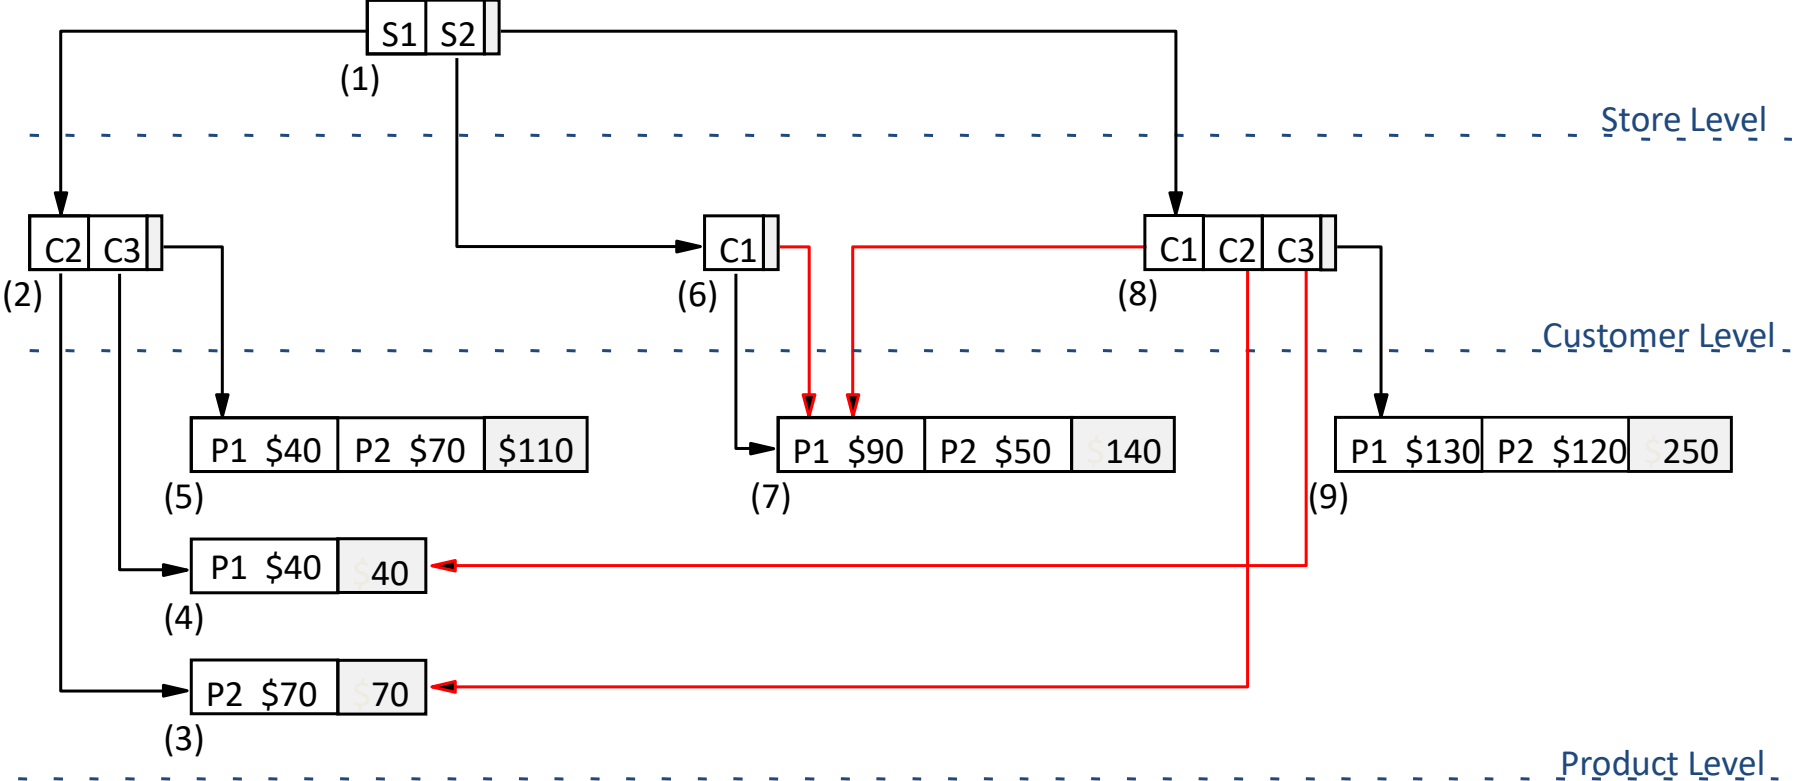 S1 S2
(1)
Store Level
C2 C3
C1
C1 C2 C3
(2)
(6)
(8)
Customer Level
P1 $40 P2 $70 $110
P1 $90 P2 $50 $140
P1 $130 P2 $120 $250
(5)
(7)
(9)
P1 $40 $40
(4)
P2 $70 $70
(3)
Product Level